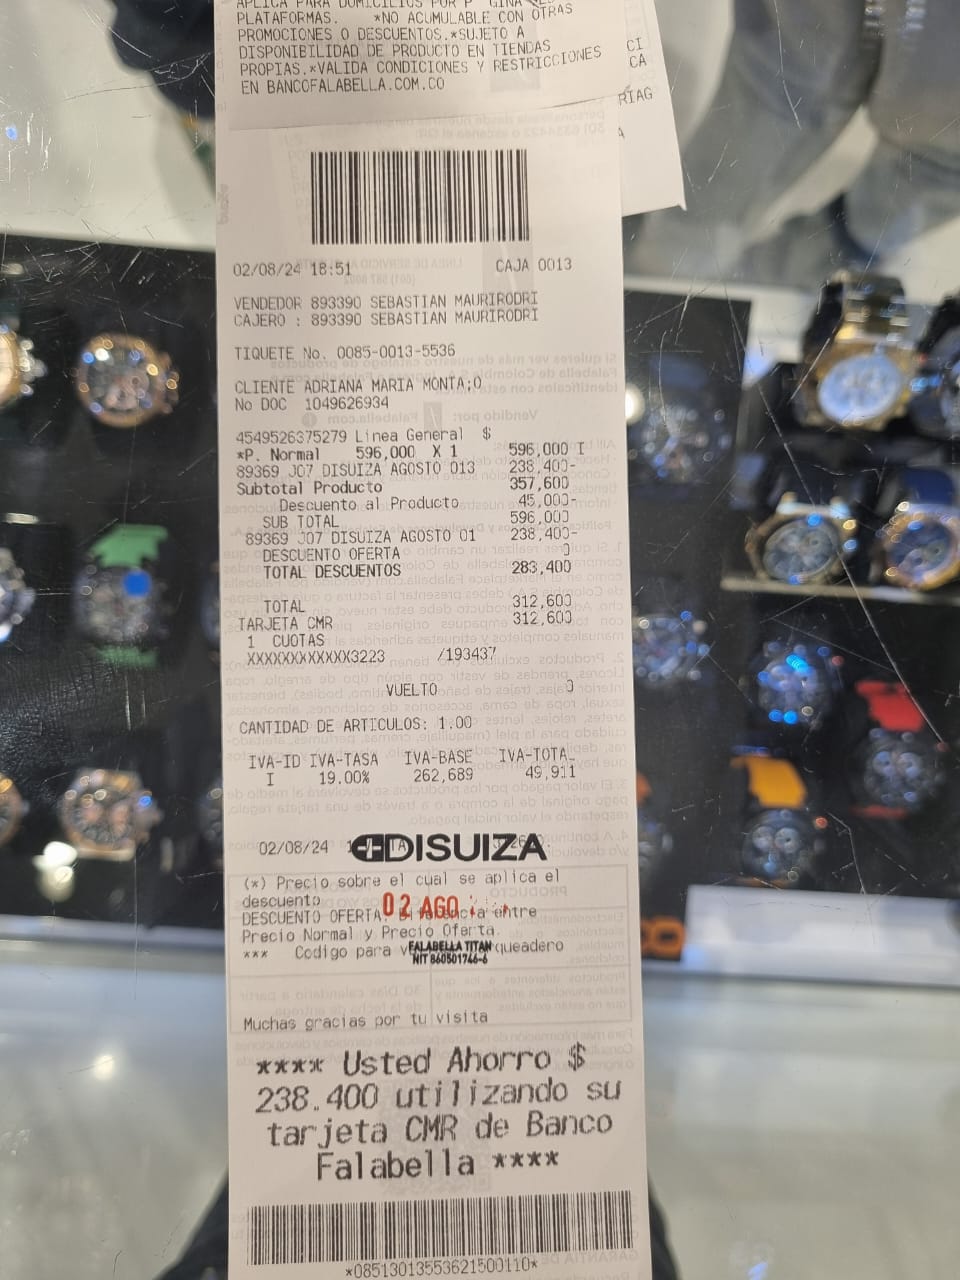 APLICA PARA DOMICILIOS POR
PLATAFORMAS. *NO ACUMULABLE CON OTRAS
PROMOCIONES O DESCUENTOS.*SUJETO A
DISPONIBILIDAD DE PRODUCTO EN TIENDAS
PROPIAS.*VALIDA CONDICIONES Y RESTRICCIONES
EN BANCOFALABELLA.COM.CO
CI
CA
RIAG
A
02/08/24 18:51 CAJA 0013
VENDEDOR 893390 SEBASTIAN MAURIRODRI
CAJERO : 893390 SEBASTIAN MAURIRODRI
TIQUETE No. 0085-0013-5536
CLIENTE ADRIANA MARIA MONTA;O
No DOC 1049626934
4549526375279 Linea General $
*P. Normal 596,000 X 1 596,000 I
89369 J07 DISUIZA AGOSTO 013 238,400-
Subtotal Producto 357,600
Descuento al Producto 45,000-
SUB TOTAL 596,000
89369 J07 DISUIZA AGOSTO 01 238,400-
DESCUENTO OFERTA 0
TOTAL DESCUENTOS 283,400
TOTAL 312,600
TARJETA CMR 312,600
1 CUOTAS
XXXXXXXXXXXX3223 /193437
VUELTO 0
CANTIDAD DE ARTICULOS: 1.00
IVA-ID IVA-TASA IVA-BASE IVA-TOTAL
I 19.00% 262,689 49,911
02/08/24 DISUIZA
(*) Precio sobre el cual se aplica el
descuento
02 AGO
DESCUENTO OFERTA: entre
Precio Normal y Precio Oferta.
*** Codigo para queadero
FALABELLA TITAN
NIT 860501746-6
Muchas gracias por tu visita
**** Usted Ahorro $
238.400 utilizando su
tarjeta CMR de Banco
Falabella ****
*08513013553621500110*